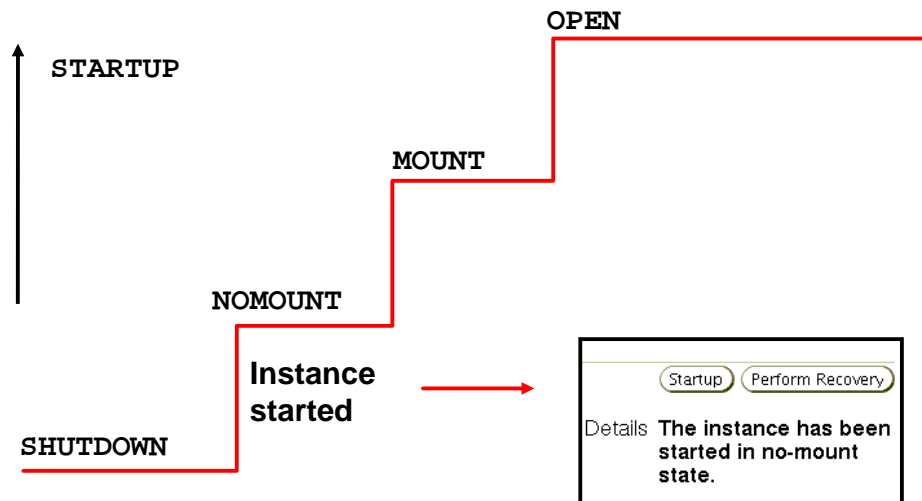 OPEN
STARTUP
MOUNT
NOMOUNT
Instance
started
Startup Perform Recovery
Details The instance has been
started in no-mount
state.
SHUTDOWN